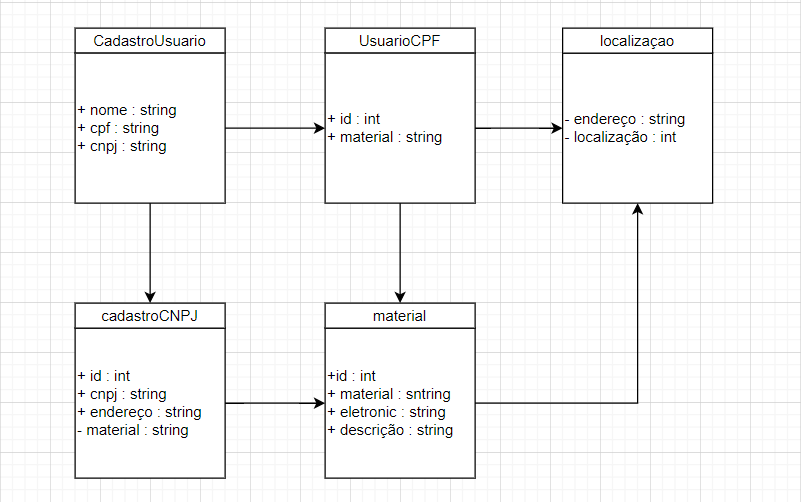 CadastroUsuario
+ nome : string
+ cpf : string
+ cnpj : string
UsuarioCPF
+ id : int
+ material : string
localizaçao
- endereço : string
- localização : int
cadastroCNPJ
+ id : int
+ cnpj : string
+ endereço : string
- material : string
material
+id : int
+ material : sntring
+ eletronic : string
+ descrição : string